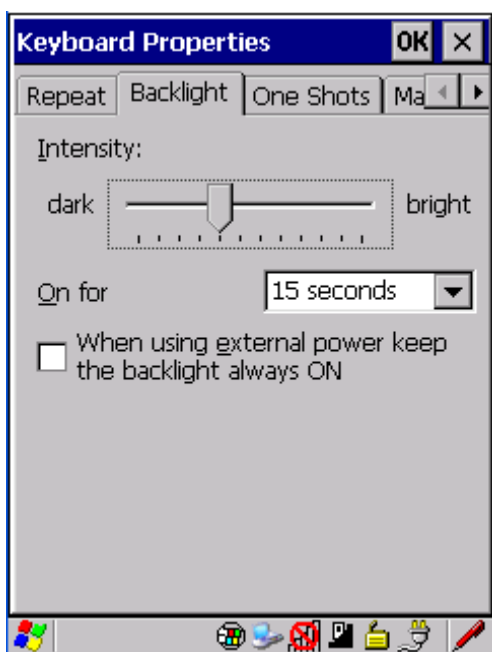 Keyboard Properties OK ×
Repeat Backlight One Shots Ma
Intensity:
dark bright
On for 15 seconds
When using external power keep
the backlight always ON